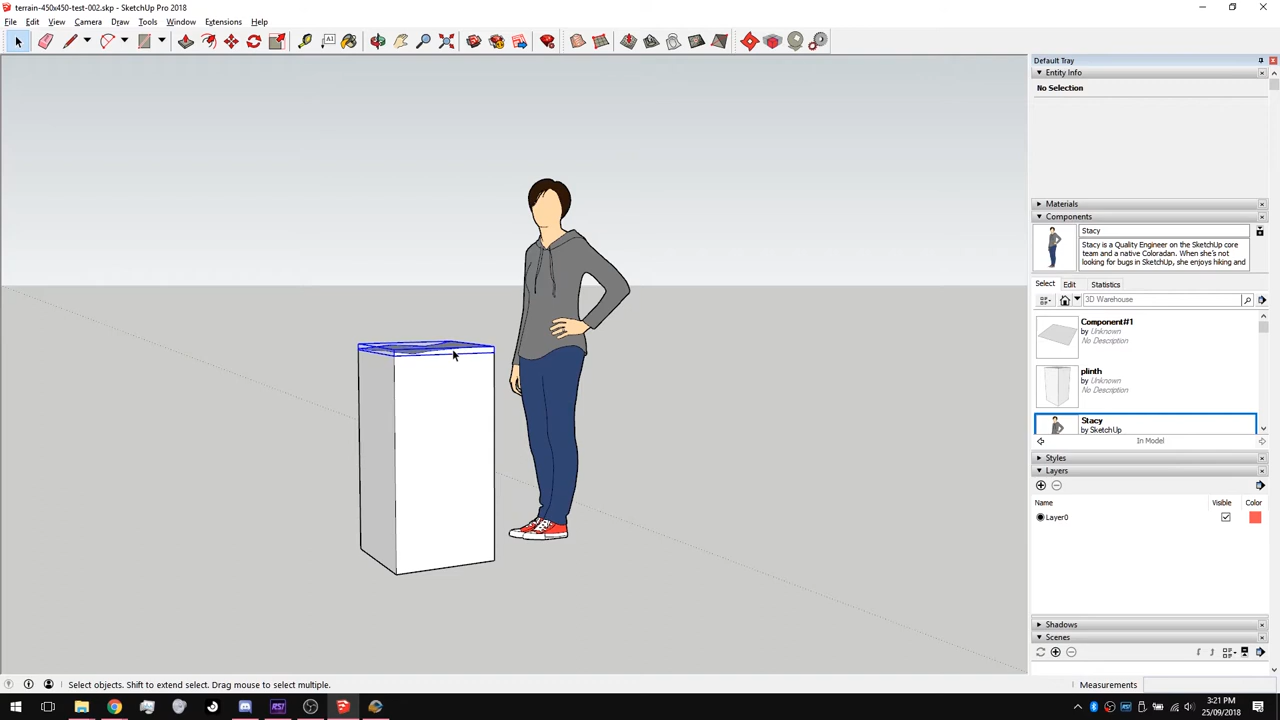 terrain-450x450-test-002.skp - SketchUp Pro 2018
File Edit View Camera Draw Tools Window Extensions Help
Default Tray
Entity Info
No Selection
Materials
Components
Stacy
Stacy is a Quality Engineer on the SketchUp core
team and a native Coloradan. When she's not
looking for bugs in SketchUp, she enjoys hiking and
Select Edit Statistics
3D Warehouse
Component#1
by Unknown
No Description
plinth
by Unknown
No Description
Stacy
by SketchUp
In Model
Styles
Layers
Name Visible Color
Layer0
Shadows
Scenes
Select objects. Shift to extend select. Drag mouse to select multiple.
Measurements
RS!
3:21 PM
25/09/2018